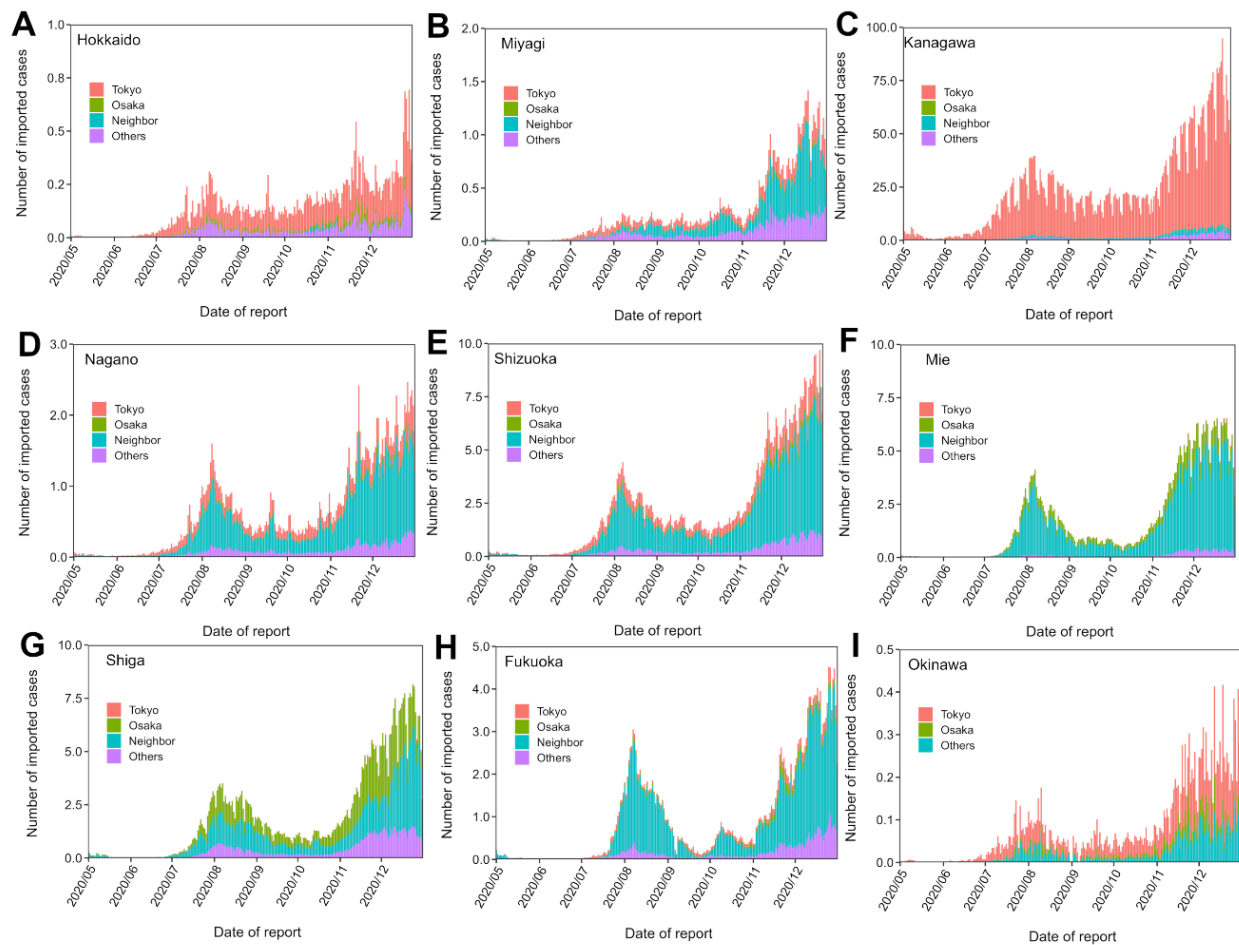 A
Hokkaido
Number of imported cases
1.0
0.8
0.5
0.2
0.0
Tokyo
Osaka
Neighbor
Others
2020/05
2020/06
2020/07
2020/08
2020/09
2020/10
2020/11
2020/12
Date of report
B
Miyagi
Number of imported cases
2.0
1.5
1.0
0.5
0.0
Tokyo
Osaka
Neighbor
Others
2020/05
2020/06
2020/07
2020/08
2020/09
2020/10
2020/11
2020/12
Date of report
C
Kanagawa
Number of imported cases
100.0
75.0
50.0
25.0
0.0
Tokyo
Osaka
Neighbor
Others
2020/05
2020/06
2020/07
2020/08
2020/09
2020/10
2020/11
2020/12
Date of report
D
Nagano
Number of imported cases
3.0
2.0
1.0
0.0
Tokyo
Osaka
Neighbor
Others
2020/05
2020/06
2020/07
2020/08
2020/09
2020/10
2020/11
2020/12
Date of report
E
Shizuoka
Number of imported cases
10.0
7.5
5.0
2.5
0.0
Tokyo
Osaka
Neighbor
Others
2020/05
2020/06
2020/07
2020/08
2020/09
2020/10
2020/11
2020/12
Date of report
F
Mie
Number of imported cases
10.0
7.5
5.0
2.5
0.0
Tokyo
Osaka
Neighbor
Others
2020/05
2020/06
2020/07
2020/08
2020/09
2020/10
2020/11
2020/12
Date of report
G
Shiga
Number of imported cases
10.0
7.5
5.0
2.5
0.0
Tokyo
Osaka
Neighbor
Others
2020/05
2020/06
2020/07
2020/08
2020/09
2020/10
2020/11
2020/12
Date of report
H
Fukuoka
Number of imported cases
5.0
4.0
3.0
2.0
1.0
0.0
Tokyo
Osaka
Neighbor
Others
2020/05
2020/06
2020/07
2020/08
2020/09
2020/10
2020/11
2020/12
Date of report
I
Okinawa
Number of imported cases
0.5
0.4
0.3
0.2
0.1
0.0
Tokyo
Osaka
Others
2020/05
2020/06
2020/07
2020/08
2020/09
2020/10
2020/11
2020/12
Date of report